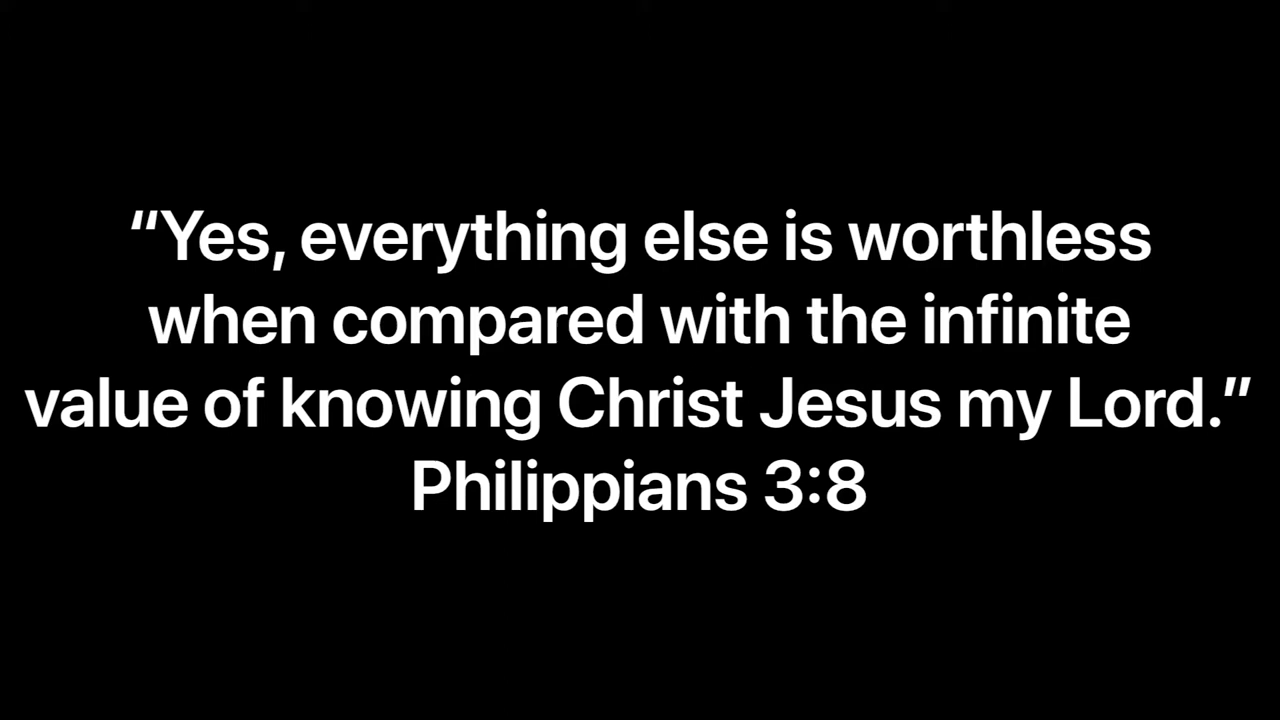 “Yes, everything else is worthless
when compared with the infinite
value of knowing Christ Jesus my Lord.”
Philippians 3:8